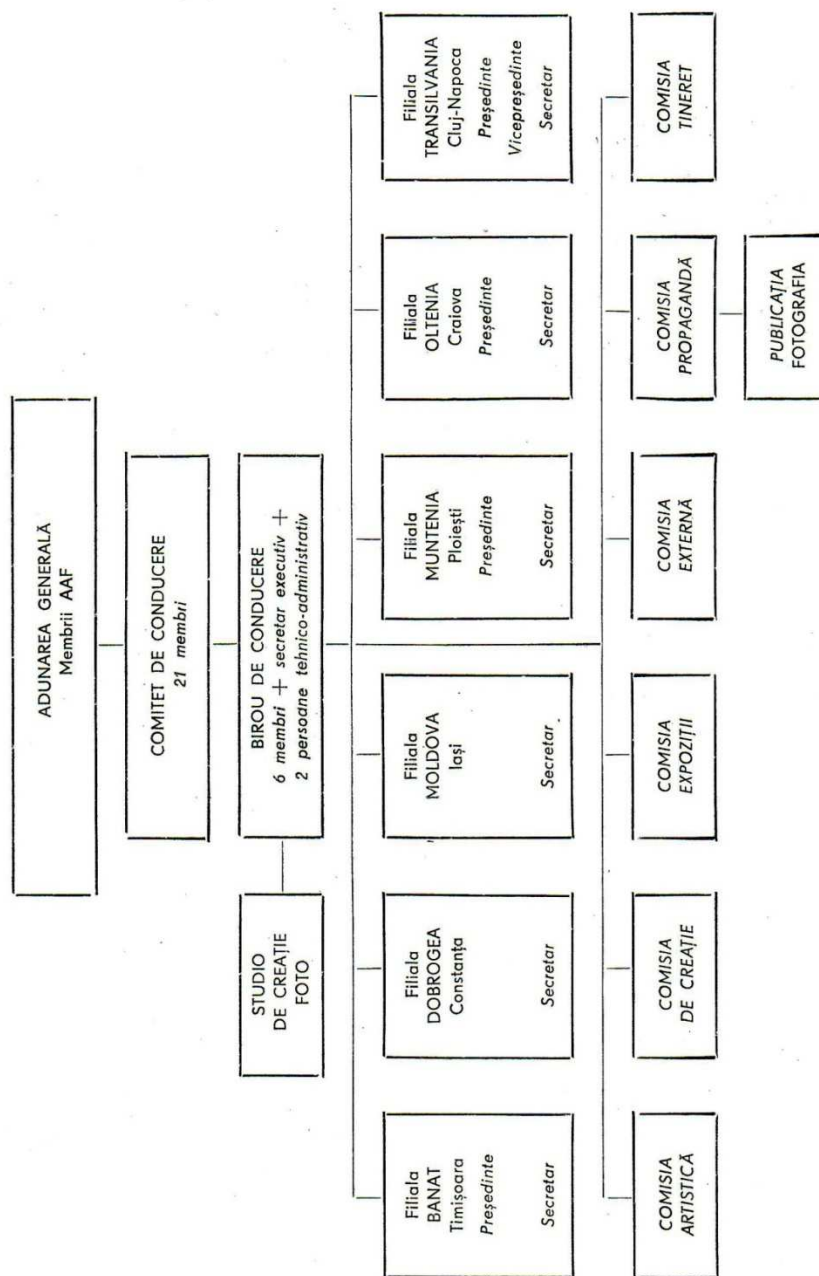 ADUNAREA GENERALĂ
Membrii AAF
COMITET DE CONDUCERE
21 membri
BIROU DE CONDUCERE
6 membri + secretar executiv +
2 persoane tehnico-administrativ
STUDIO
DE CREAȚIE
FOTO
Filiala
BANAT
Timișoara
Președinte
Secretar
Filiala
DOBROGEA
Constanța
Secretar
Filiala
MOLDOVA
Iași
Secretar
Filiala
MUNTENIA
Ploiești
Președinte
Secretar
Filiala
OLTENIA
Craiova
Președinte
Secretar
Filiala
TRANSILVANIA
Cluj-Napoca
Președinte
Vicepreședinte
Secretar
COMISIA
ARTISTICĂ
COMISIA
DE CREAȚIE
COMISIA
EXPOZIȚII
COMISIA
EXTERNĂ
COMISIA
PROPAGANDĂ
COMISIA
TINERET
PUBLICAȚIA
FOTOGRAFIA